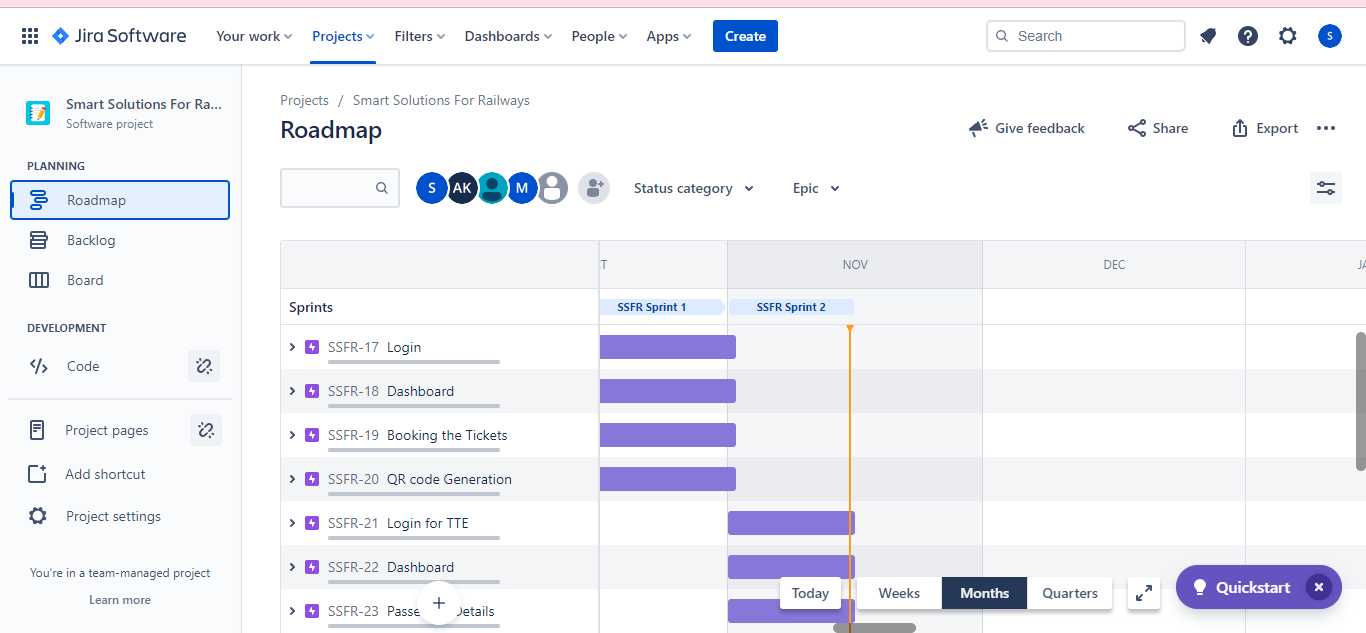 Jira Software
Your work
Projects
Filters
Dashboards
People
Apps
Create
Search
S
Smart Solutions For Ra...
Software project
PLANNING
Roadmap
Backlog
Board
DEVELOPMENT
Code
Project pages
Add shortcut
Project settings
You're in a team-managed project
Learn more
Projects / Smart Solutions For Railways
Roadmap
Give feedback
Share
Export
S AK M
Status category
Epic
T NOV DEC JA
Sprints SSFR Sprint 1 SSFR Sprint 2
SSFR-17 Login
SSFR-18 Dashboard
SSFR-19 Booking the Tickets
SSFR-20 QR code Generation
SSFR-21 Login for TTE
SSFR-22 Dashboard
SSFR-23 Passe Details
Today
Weeks
Months
Quarters
Quickstart